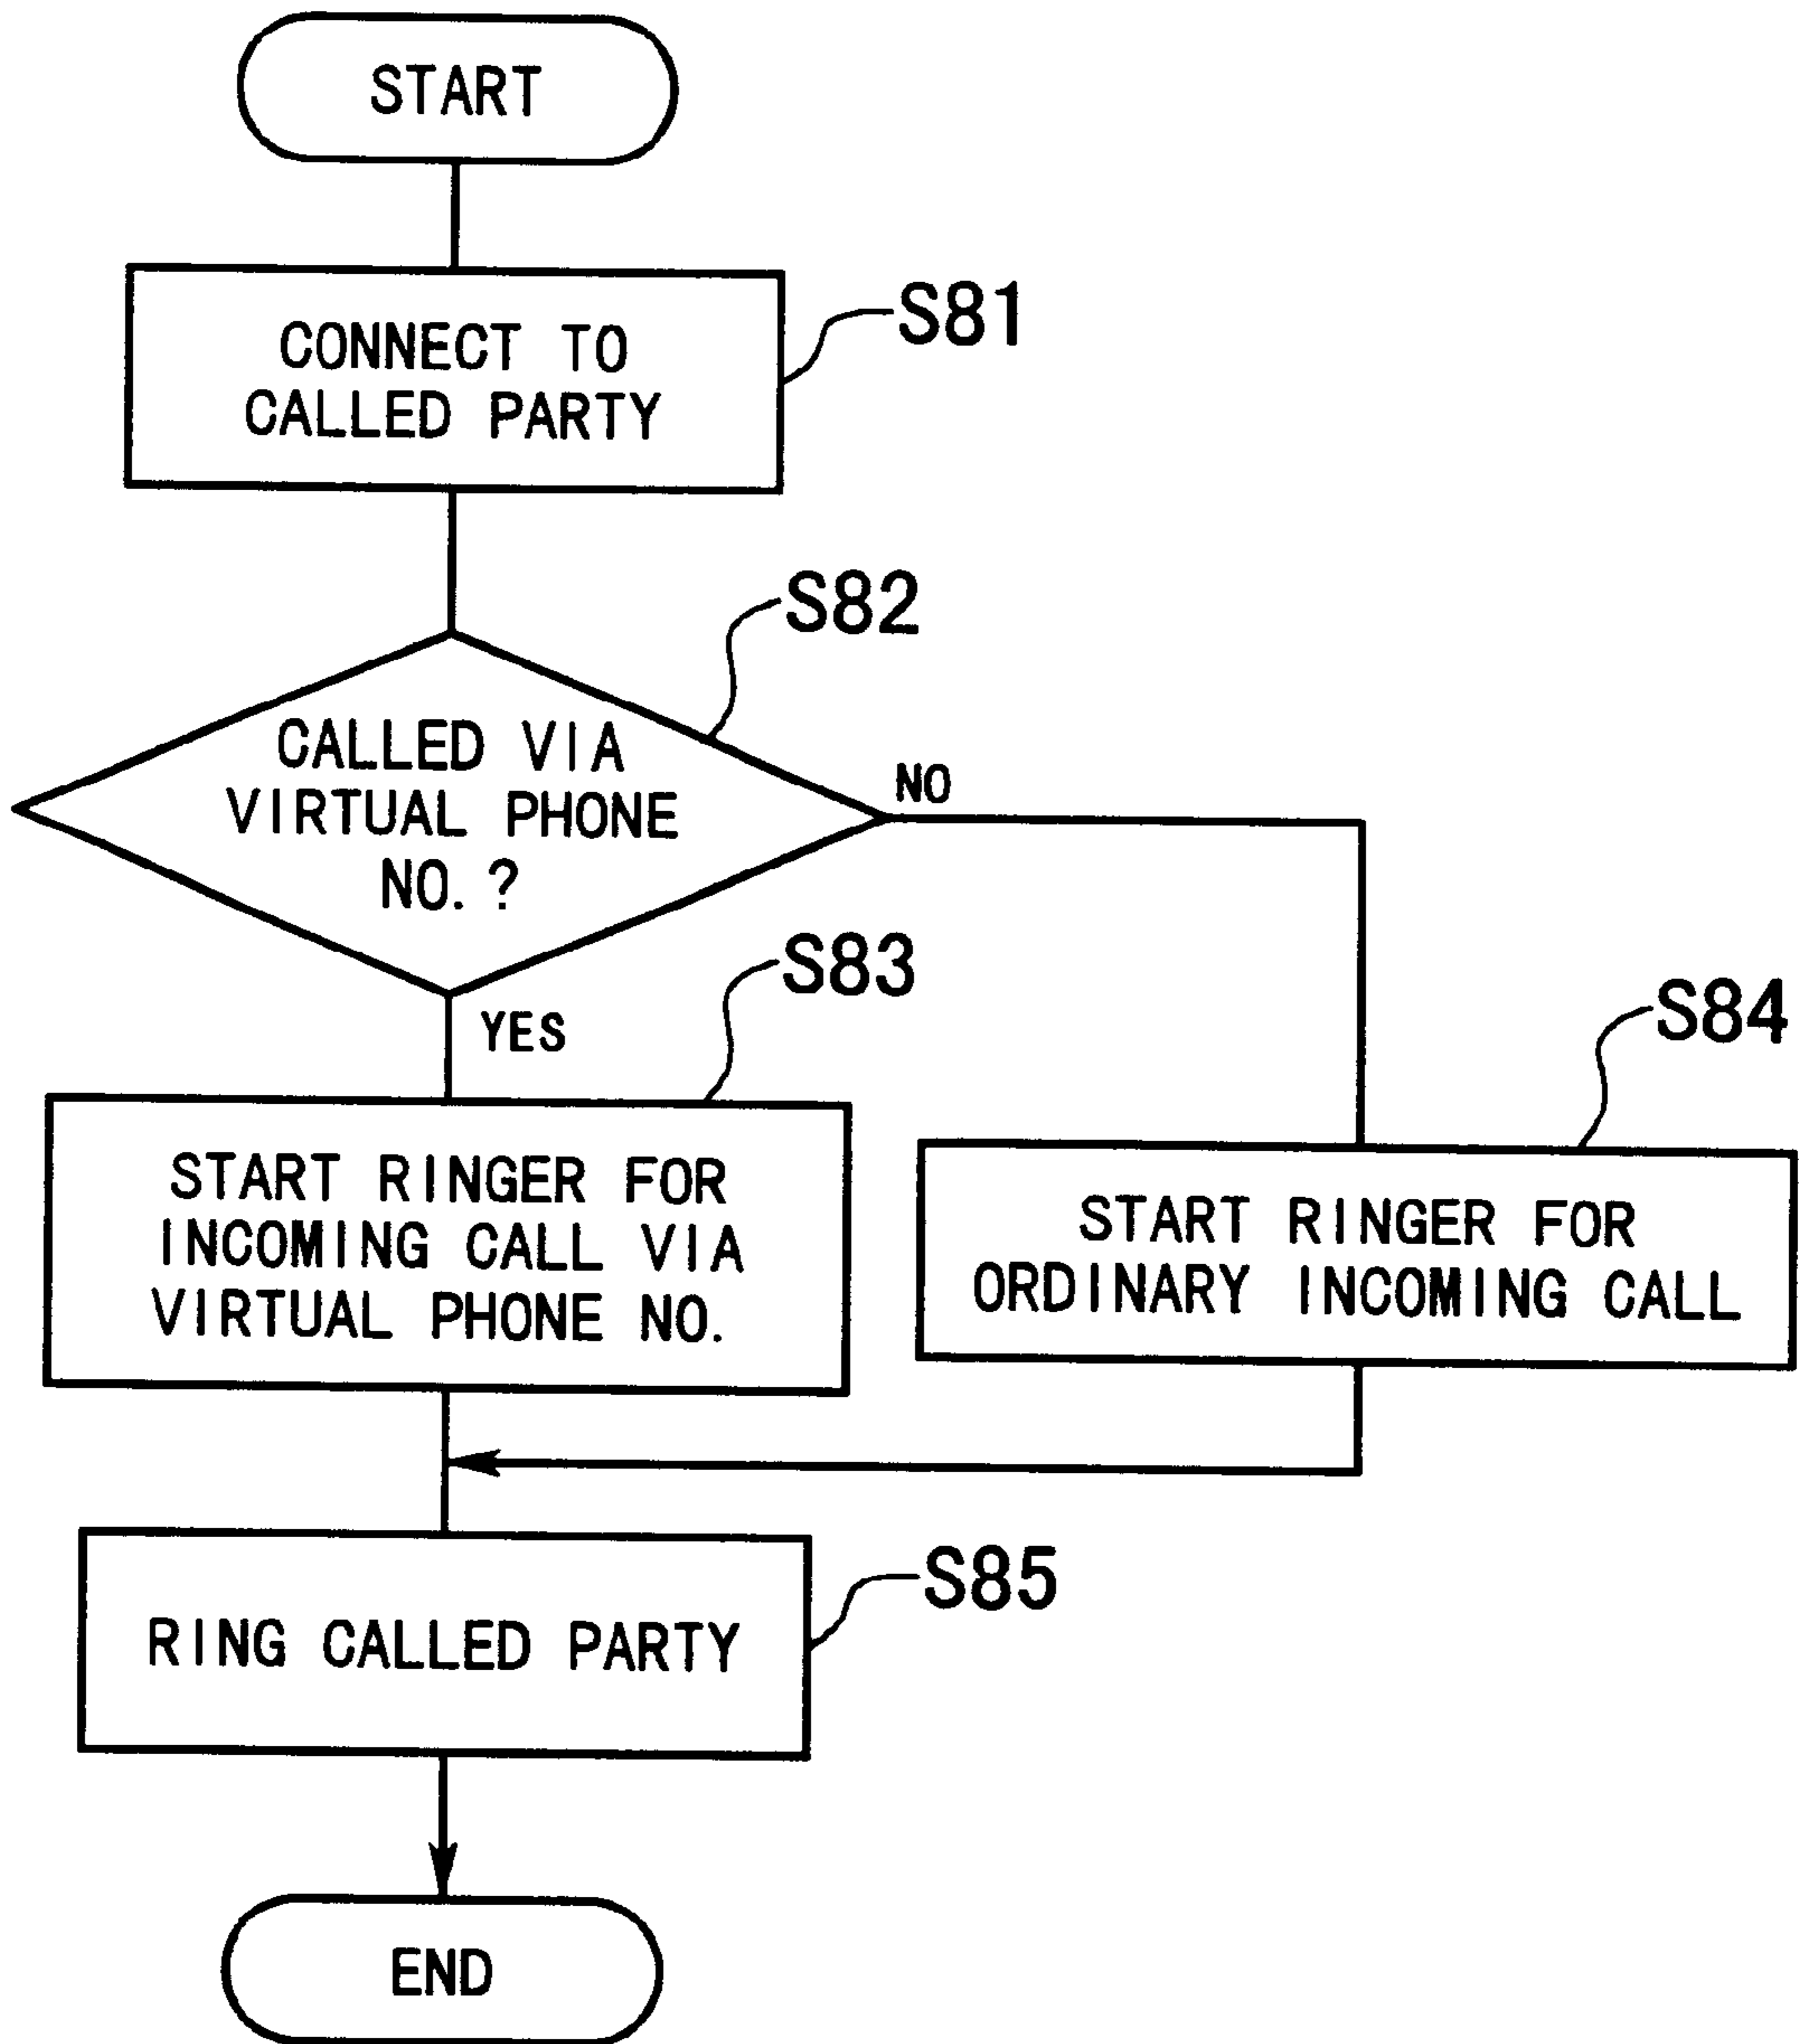 START
CONNECT TO
CALLED PARTY
S81
CALLED VIA
VIRTUAL PHONE
NO. ?
S82
NO
YES
START RINGER FOR
INCOMING CALL VIA
VIRTUAL PHONE NO.
S83
START RINGER FOR
ORDINARY INCOMING CALL
S84
RING CALLED PARTY
S85
END